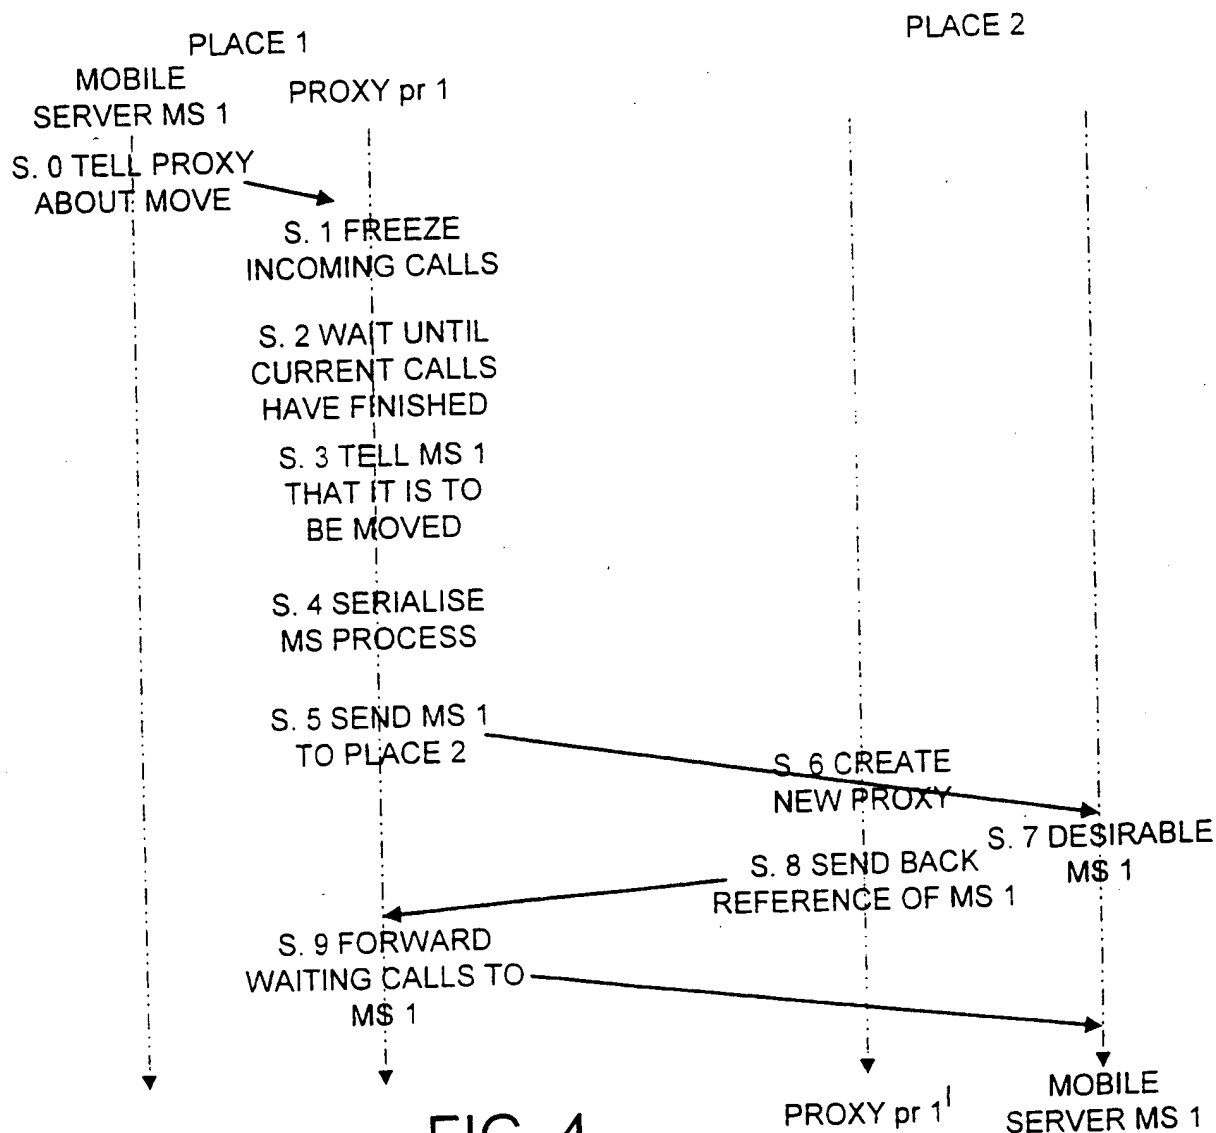 PLACE 1
PLACE 2
MOBILE
SERVER MS 1
PROXY pr 1
S. 0 TELL PROXY
ABOUT MOVE
S. 1 FREEZE
INCOMING CALLS
S. 2 WAIT UNTIL
CURRENT CALLS
HAVE FINISHED
S. 3 TELL MS 1
THAT IT IS TO
BE MOVED
S. 4 SERIALISE
MS PROCESS
S. 5 SEND MS 1
TO PLACE 2
S. 6 CREATE
NEW PROXY
S. 7 DESIRABLE
MS 1
S. 8 SEND BACK
REFERENCE OF MS 1
S. 9 FORWARD
WAITING CALLS TO
MS 1
PROXY pr 1'
MOBILE
SERVER MS 1
FIG. 4